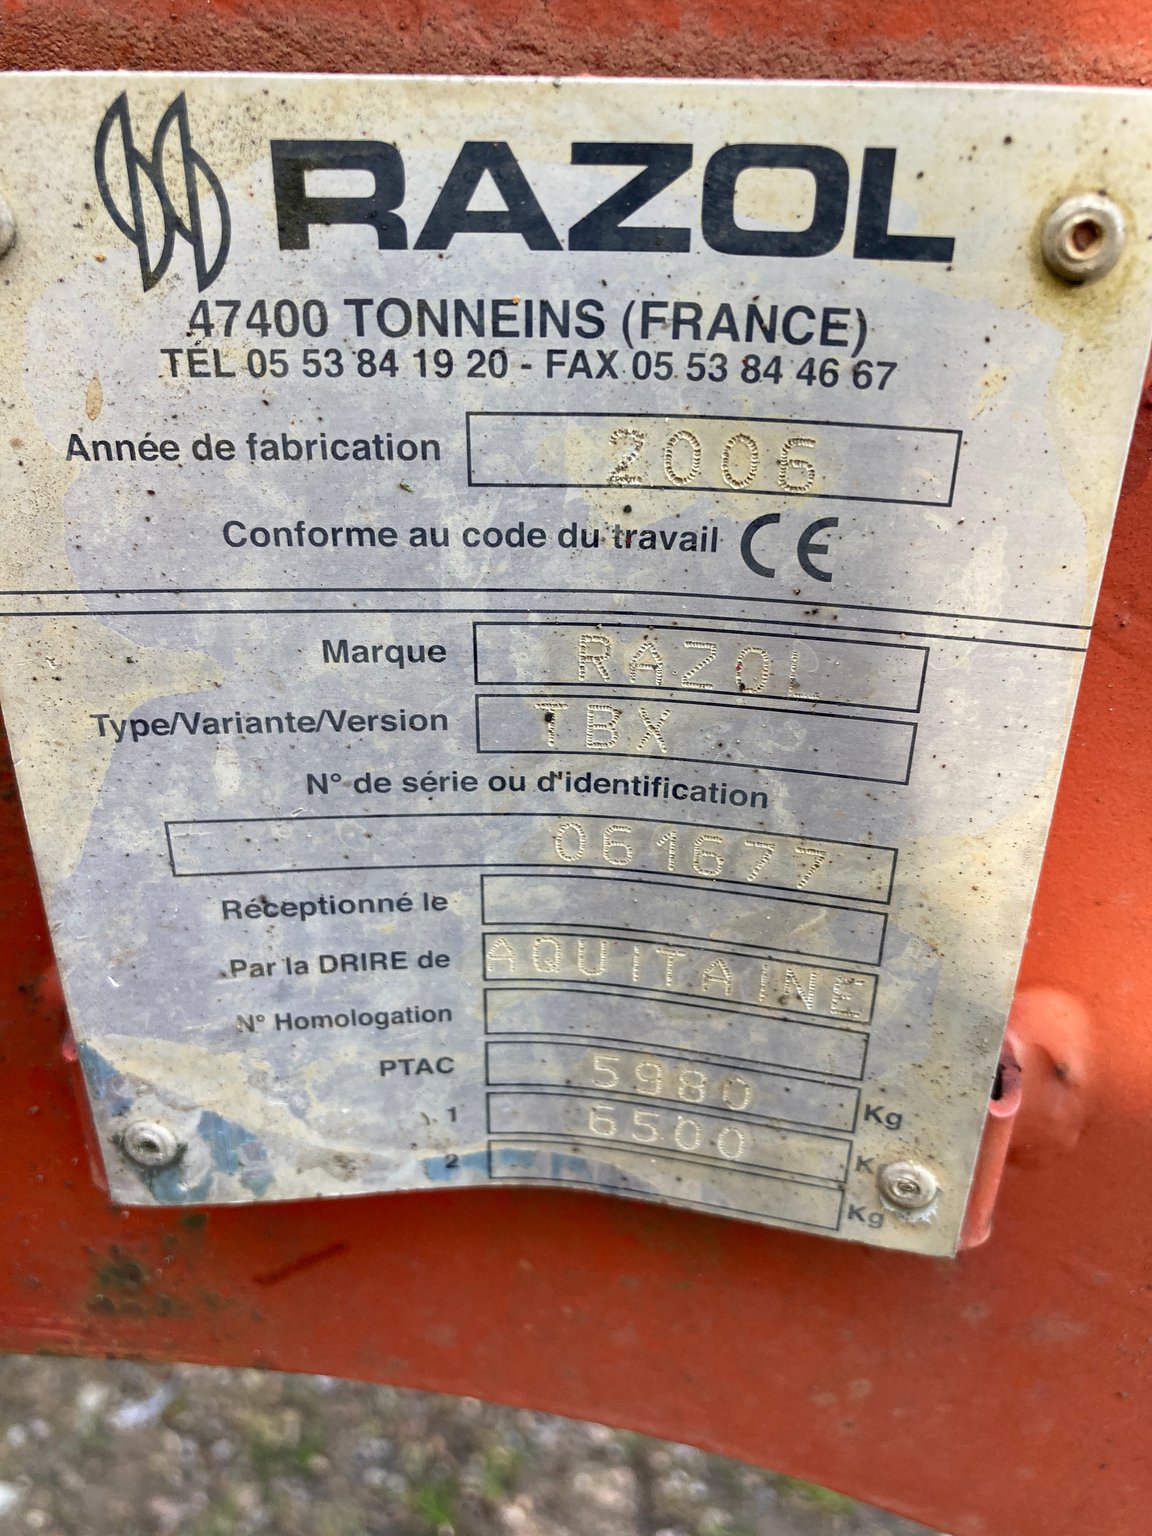 RAZOL
47400 TONNEINS (FRANCE)
TÉL 05 53 84 19 20 - FAX 05 53 84 46 67
Année de fabrication 2006
Conforme au code du travail CE
Marque RAZOL
Type/Variante/Version TBX
N° de série ou d'identification
061677
Réceptionné le
Par la DRIRE de AQUITAINE
N° Homologation
PTAC 5980 Kg
1 6500 K
2 Kg